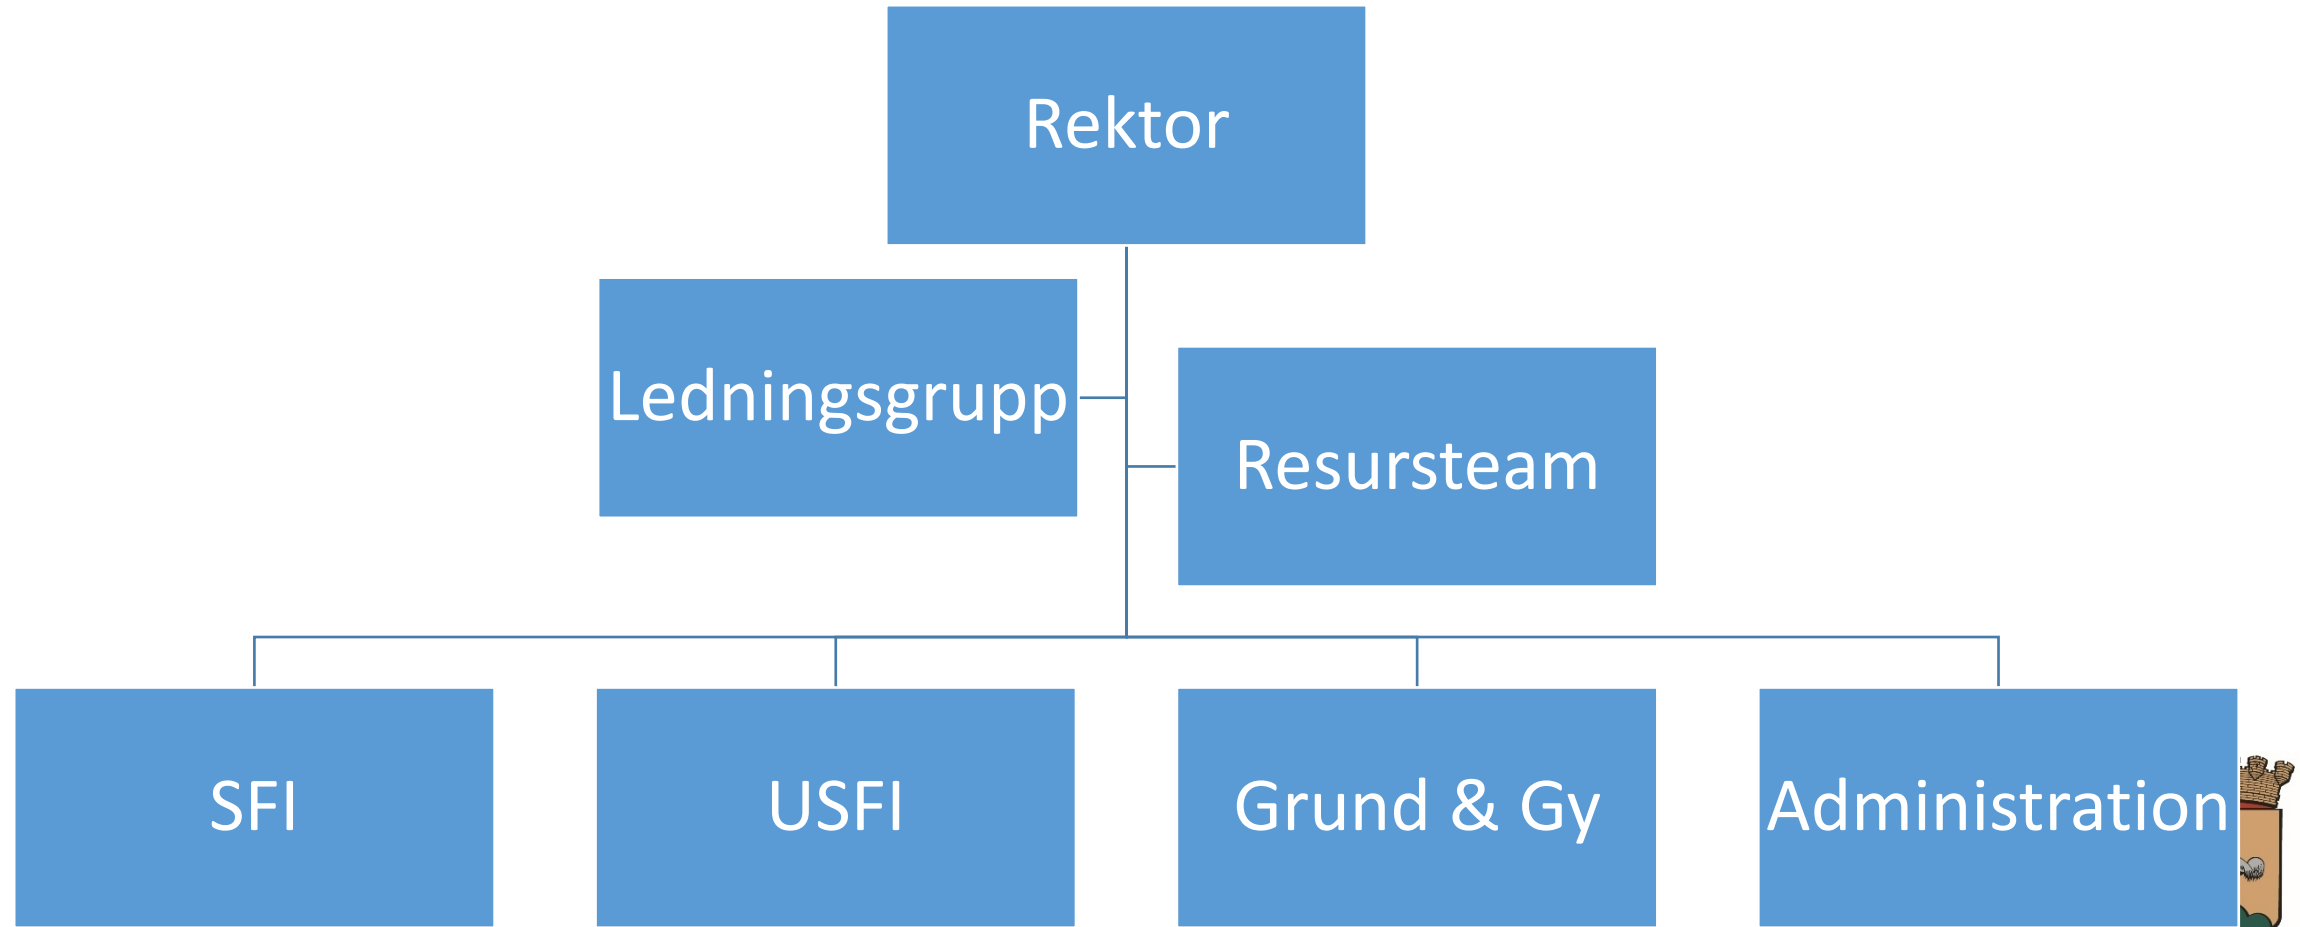 Rektor
Ledningsgrupp
Resursteam
SFI
USFI
Grund & Gy
Administration